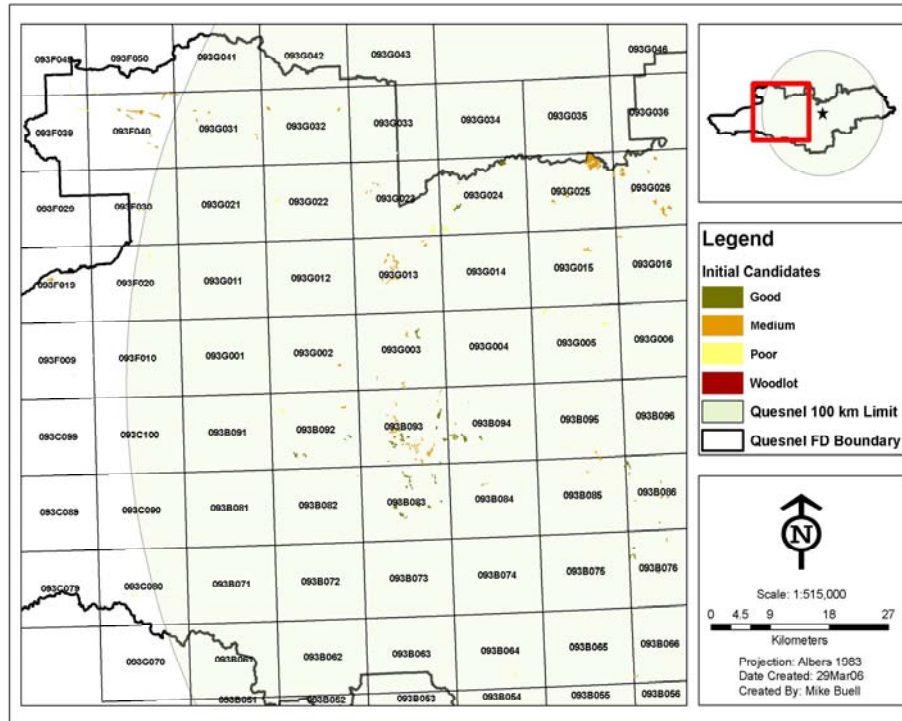 093F049 093F050 093G041 093G042 093G043 093G046
093F039 093F040 093G031 093G032 093G033 093G034 093G035 093G036
093F029 093F030 093G021 093G022 093G023 093G024 093G025 093G026
093F019 093F020 093G011 093G012 093G013 093G014 093G015 093G016
093F009 093F010 093G001 093G002 093G003 093G004 093G005 093G006
093C099 093C100 093B091 093B092 093B093 093B094 093B095 093B096
093C089 093C090 093B081 093B082 093B083 093B084 093B085 093B086
093C079 093C080 093B071 093B072 093B073 093B074 093B075 093B076
093C070 093B061 093B062 093B063 093B064 093B065 093B066
093B051 093B052 093B053 093B054 093B055 093B056
Legend
Initial Candidates
Good
Medium
Poor
Woodlot
Quesnel 100 km Limit
Quesnel FD Boundary
N
Scale: 1:515,000
0 4.5 9 18 27
Kilometers
Projection: Albers 1983
Date Created: 29Mar06
Created By: Mike Buell